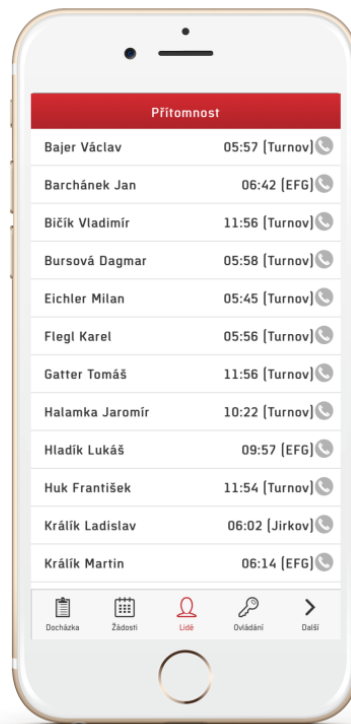 Přítomnost
Bajer Václav 05:57 (Turnov)
Barchánek Jan 06:42 (EFG)
Bičík Vladimír 11:56 (Turnov)
Bursová Dagmar 05:58 (Turnov)
Eichler Milan 05:45 (Turnov)
Flegl Karel 05:56 (Turnov)
Gatter Tomáš 11:56 (Turnov)
Halamka Jaromír 10:22 (Turnov)
Hladík Lukáš 09:57 (EFG)
Huk František 11:54 (Turnov)
Králík Ladislav 06:02 (Jirkov)
Králík Martin 06:14 (EFG)
Docházka Žádosti Lidé Ovládání Další